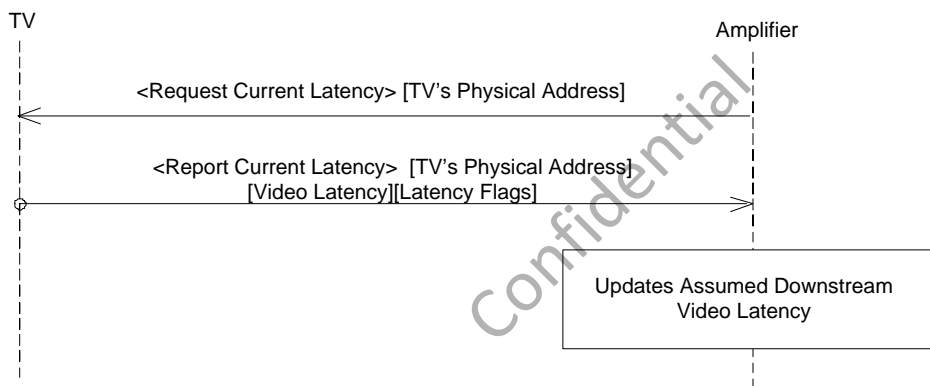 TV
Amplifier
<Request Current Latency> [TV's Physical Address]
<Report Current Latency> [TV's Physical Address]
[Video Latency][Latency Flags]
Confidential
Updates Assumed Downstream
Video Latency